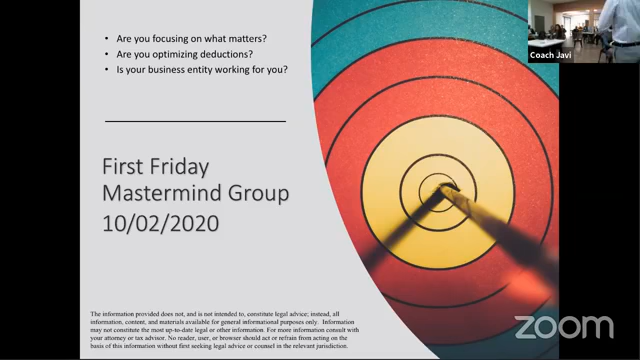 • Are you focusing on what matters?
• Are you optimizing deductions?
• Is your business entity working for you?
First Friday
Mastermind Group
10/02/2020
The information provided does not, and is not intended to, constitute legal advice; instead, all
information, content, and materials available for general informational purposes only. Information
may not constitute the most up-to-date legal or other information. For more information consult with
your attorney or tax advisor. No reader, user, or browser should act or refrain from acting on the
basis of this information without first seeking legal advice or counsel in the relevant jurisdiction.
Coach Javi
zoom